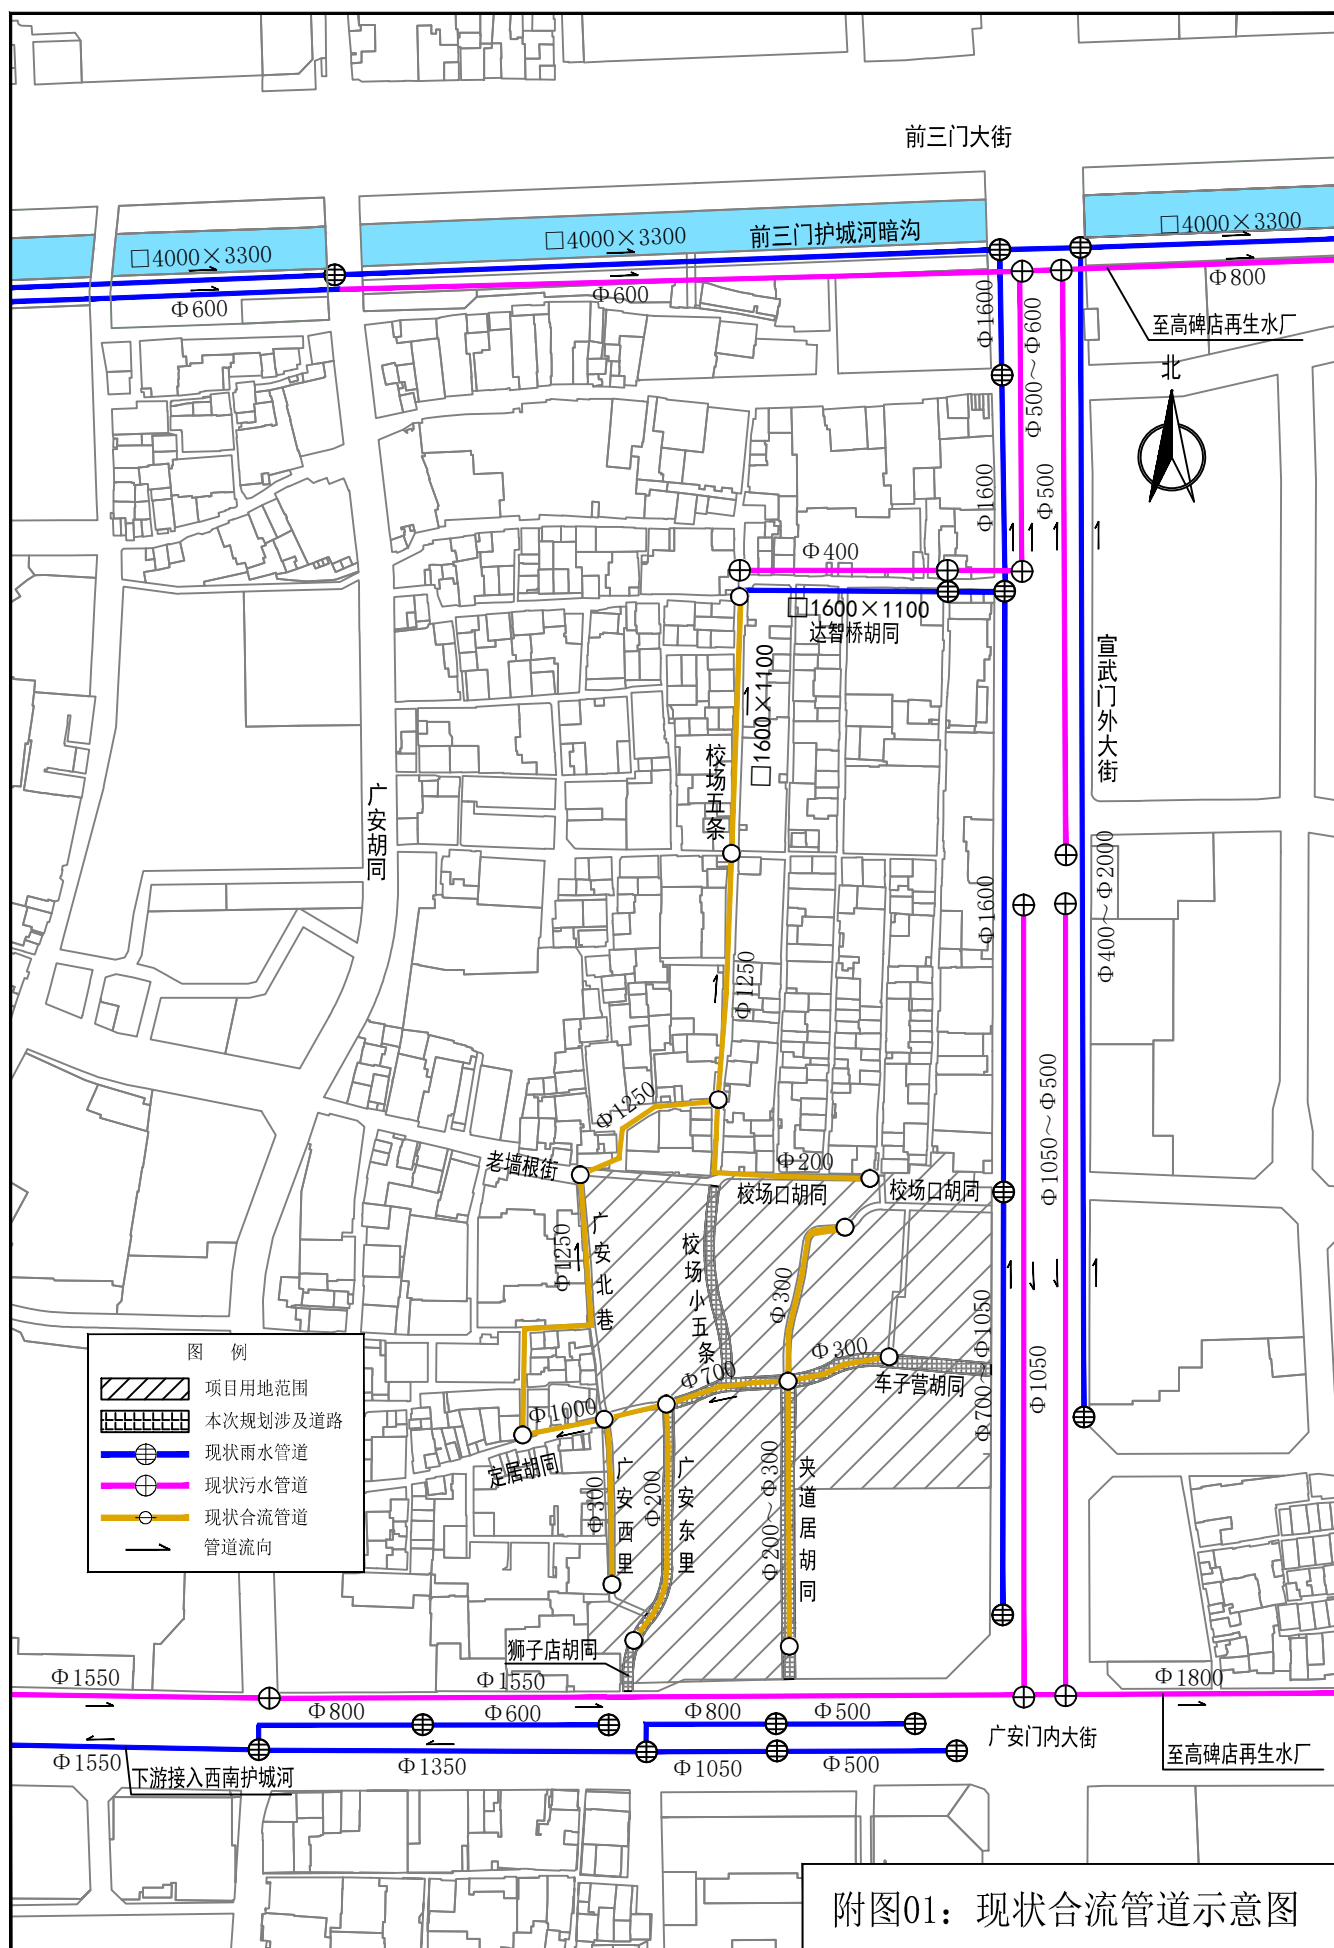 前三门大街
□4000×3300
□4000×3300
前三门护城河暗沟
□4000×3300
Φ600
Φ600
Φ800
至高碑店再生水厂
北
Φ1600
Φ500～Φ600
Φ1600
Φ500
Φ400
□1600×1100
达智桥胡同
□1600×1100
宣武门外大街
校场五条
广安胡同
Φ1600
Φ400～Φ2000
Φ1250
Φ1250
Φ1050～Φ500
老墙根街
Φ200
校场口胡同
校场口胡同
Φ1250
广安北巷
校场小五条
Φ300
Φ300
Φ700～Φ1050
Φ1050
Φ700
车子营胡同
Φ1000
定居胡同
Φ300
广安西里
Φ200
广安东里
Φ200～Φ300
夹道居胡同
图 例
项目用地范围
本次规划涉及道路
现状雨水管道
现状污水管道
现状合流管道
管道流向
狮子店胡同
Φ1550
Φ1550
Φ1800
Φ800
Φ600
Φ800
Φ500
广安门内大街
至高碑店再生水厂
Φ1550
下游接入西南护城河
Φ1350
Φ1050
Φ500
附图01：现状合流管道示意图